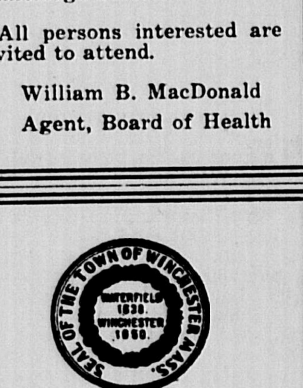 All persons interested are
vited to attend.
William B. MacDonald
Agent, Board of Health
SEAL OF THE TOWN OF WINCHESTER MASS.
WATERFIELD
1638.
WINCHESTER
.1850.